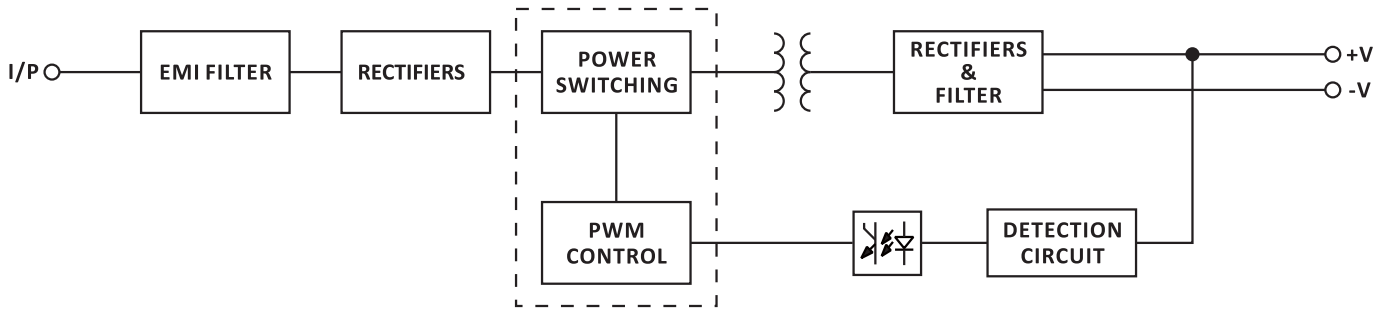 I/P
EMI FILTER
RECTIFIERS
POWER
SWITCHING
RECTIFIERS
&
FILTER
+V
-V
PWM
CONTROL
DETECTION
CIRCUIT